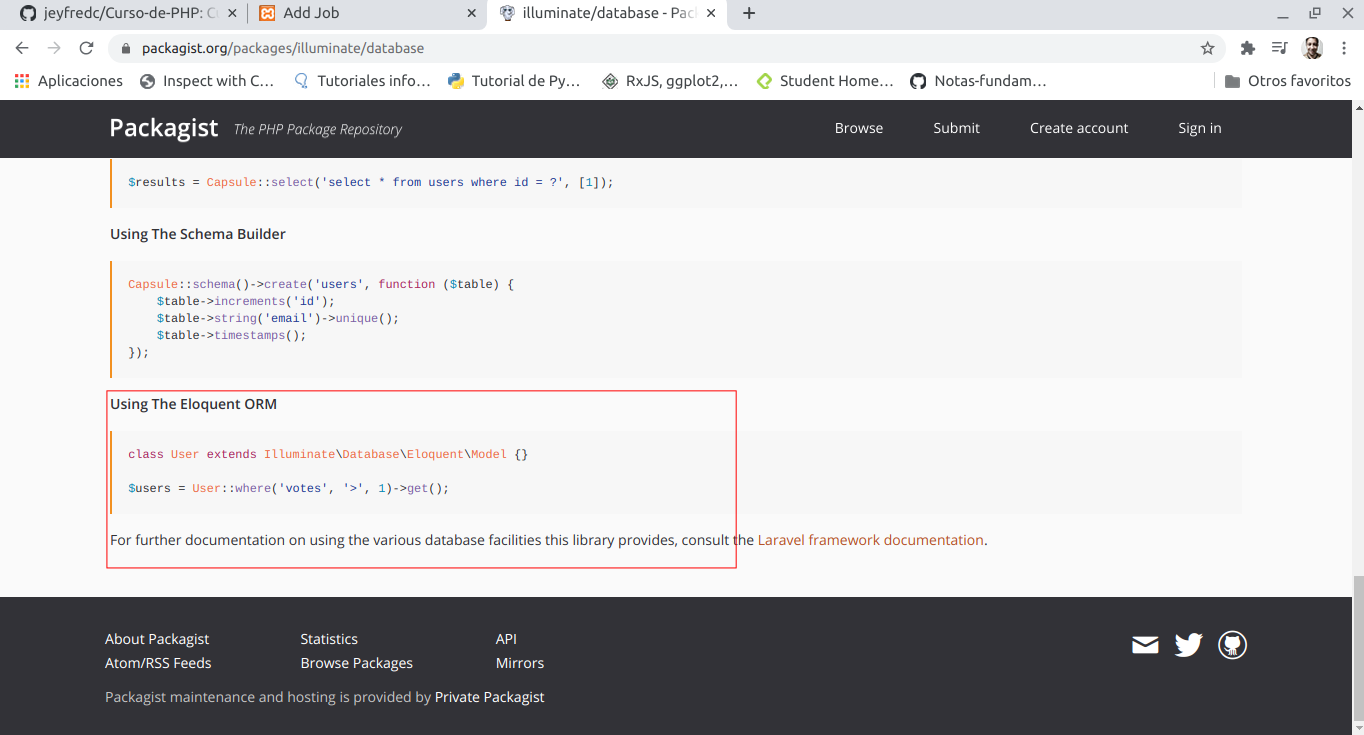 jeyfredc/Curso-de-PHP: C
Add Job
illuminate/database - Pac
packagist.org/packages/illuminate/database
Aplicaciones
Inspect with C...
Tutoriales info...
Tutorial de Py...
RxJS, ggplot2,...
Student Home...
Notas-fundam...
Otros favoritos
Packagist The PHP Package Repository
Browse
Submit
Create account
Sign in
$results = Capsule::select('select * from users where id = ?', [1]);
Using The Schema Builder
Capsule::schema()->create('users', function ($table) {
    $table->increments('id');
    $table->string('email')->unique();
    $table->timestamps();
});
Using The Eloquent ORM
class User extends Illuminate\Database\Eloquent\Model {}
$users = User::where('votes', '>', 1)->get();
For further documentation on using the various database facilities this library provides, consult the Laravel framework documentation.
About Packagist
Statistics
API
Atom/RSS Feeds
Browse Packages
Mirrors
Packagist maintenance and hosting is provided by Private Packagist